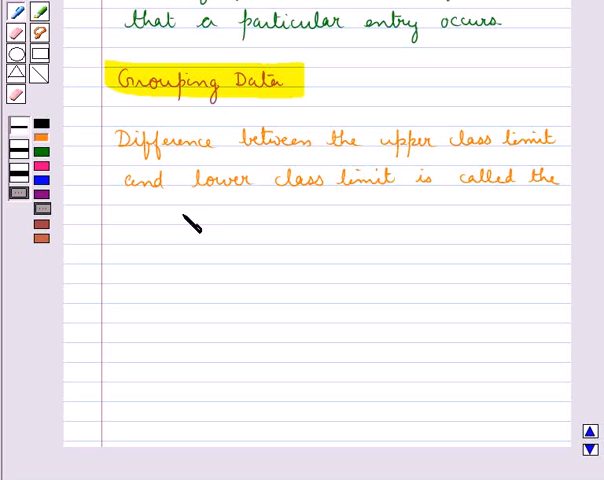 that a particular entry occurs.
Grouping Data
Difference between the upper class limit
and lower class limit is called the